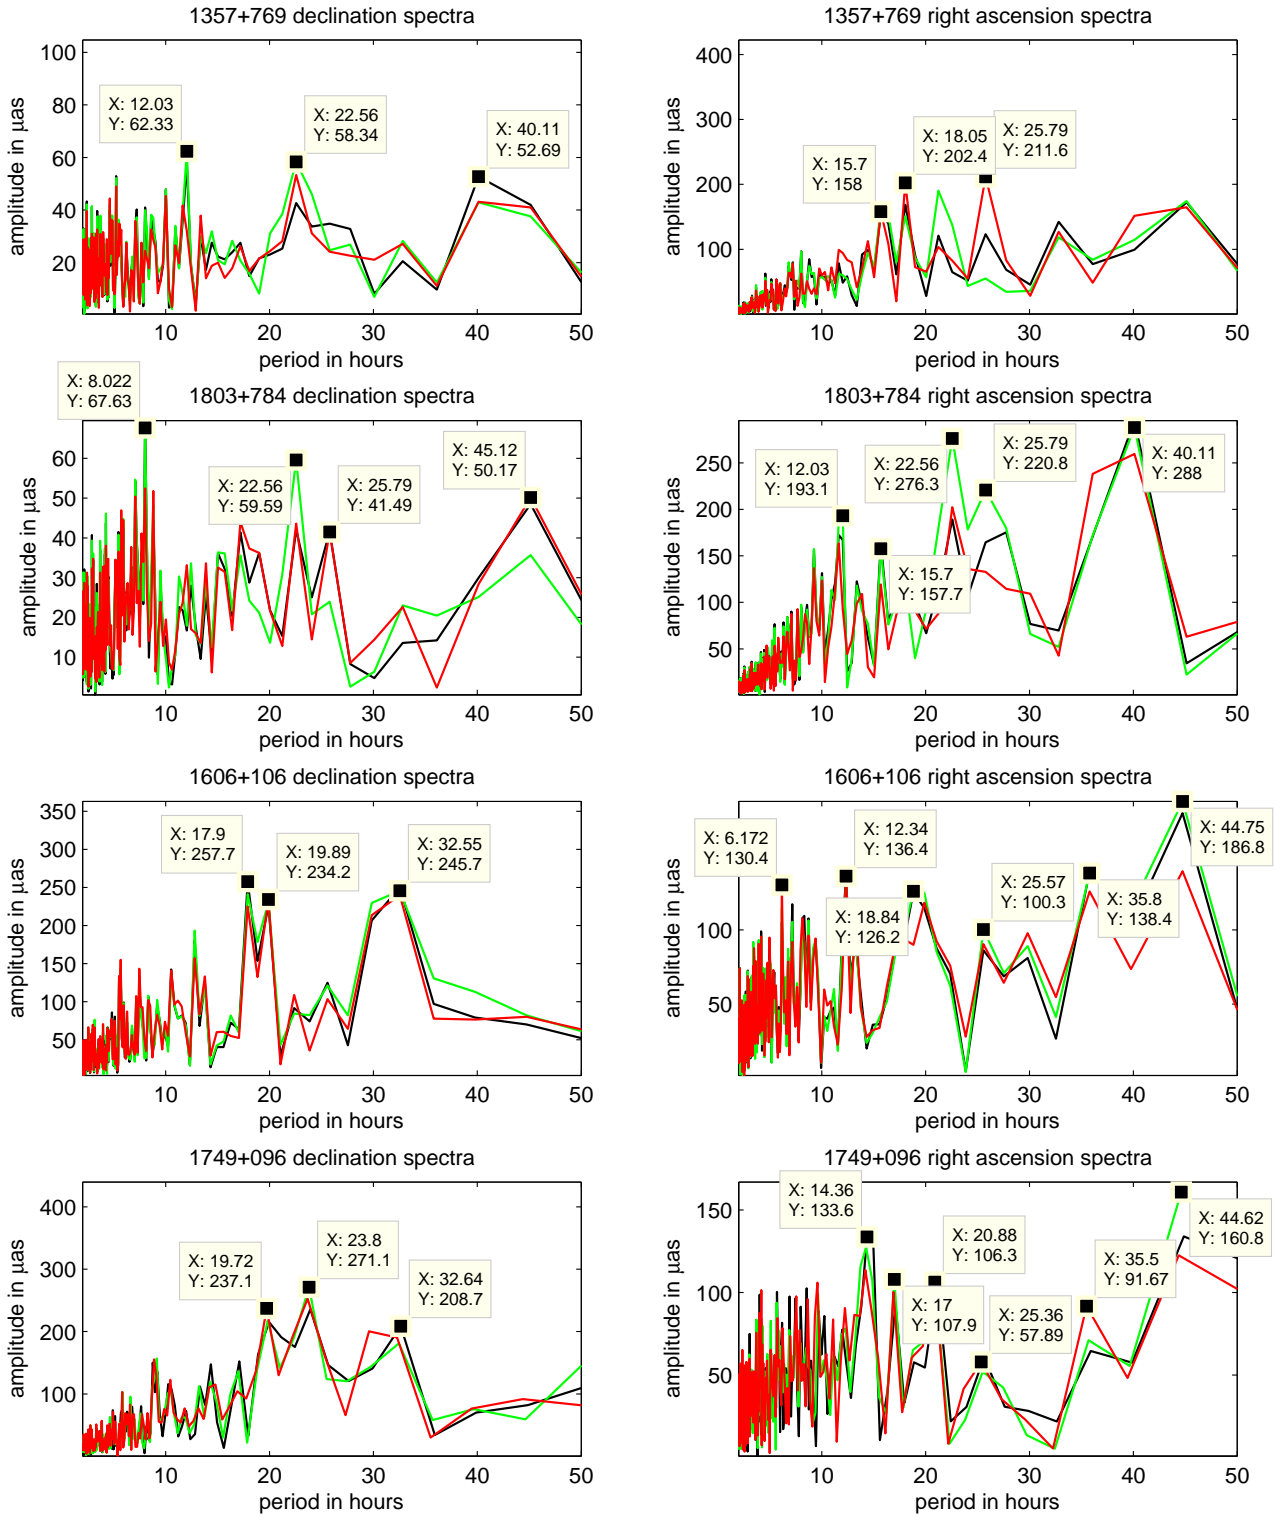 1357+769 declination spectra
amplitude in μas
100
80
60
40
20
X: 12.03
Y: 62.33
X: 22.56
Y: 58.34
X: 40.11
Y: 52.69
10 20 30 40 50
period in hours
1357+769 right ascension spectra
amplitude in μas
400
300
200
100
X: 15.7
Y: 158
X: 18.05
Y: 202.4
X: 25.79
Y: 211.6
10 20 30 40 50
period in hours
1803+784 declination spectra
amplitude in μas
60
50
40
30
20
10
X: 8.022
Y: 67.63
X: 22.56
Y: 59.59
X: 25.79
Y: 41.49
X: 45.12
Y: 50.17
10 20 30 40 50
period in hours
1803+784 right ascension spectra
amplitude in μas
250
200
150
100
50
X: 12.03
Y: 193.1
X: 22.56
Y: 276.3
X: 15.7
Y: 157.7
X: 25.79
Y: 220.8
X: 40.11
Y: 288
10 20 30 40 50
period in hours
1606+106 declination spectra
amplitude in μas
350
300
250
200
150
100
50
X: 17.9
Y: 257.7
X: 19.89
Y: 234.2
X: 32.55
Y: 245.7
10 20 30 40 50
period in hours
1606+106 right ascension spectra
amplitude in μas
100
50
X: 6.172
Y: 130.4
X: 12.34
Y: 136.4
X: 18.84
Y: 126.2
X: 25.57
Y: 100.3
X: 35.8
Y: 138.4
X: 44.75
Y: 186.8
10 20 30 40 50
period in hours
1749+096 declination spectra
amplitude in μas
400
300
200
100
X: 19.72
Y: 237.1
X: 23.8
Y: 271.1
X: 32.64
Y: 208.7
10 20 30 40 50
period in hours
1749+096 right ascension spectra
amplitude in μas
150
100
50
X: 14.36
Y: 133.6
X: 20.88
Y: 106.3
X: 17
Y: 107.9
X: 25.36
Y: 57.89
X: 35.5
Y: 91.67
X: 44.62
Y: 160.8
10 20 30 40 50
period in hours